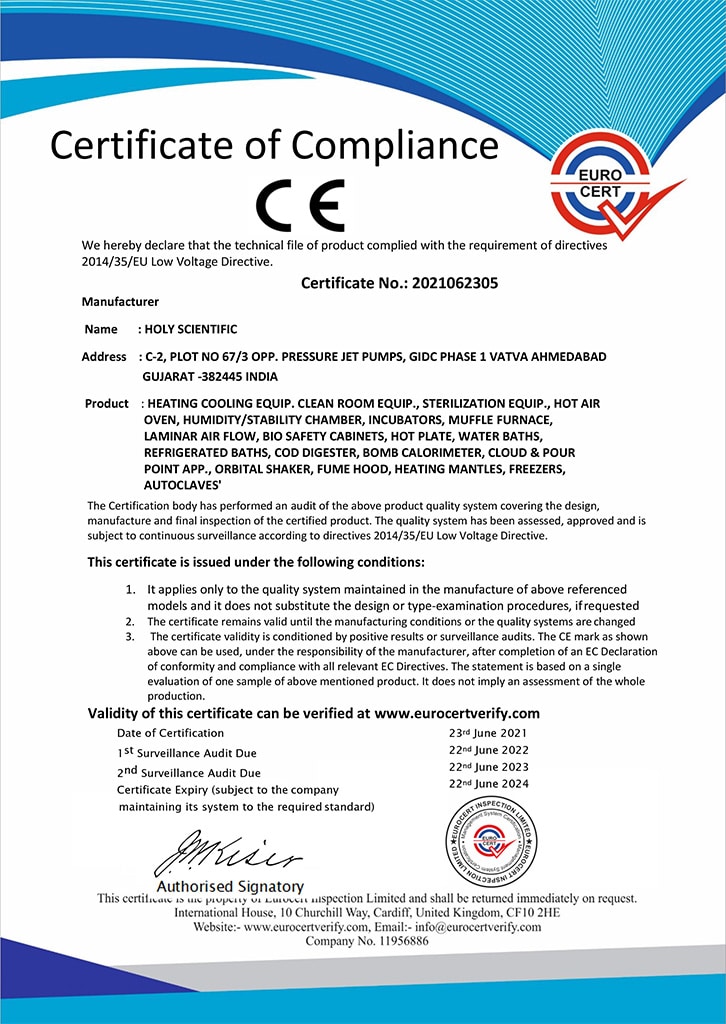 Certificate of Compliance
CE
EURO
CERT
We hereby declare that the technical file of product complied with the requirement of directives
2014/35/EU Low Voltage Directive.
Certificate No.: 2021062305
Manufacturer
Name : HOLY SCIENTIFIC
Address : C-2, PLOT NO 67/3 OPP. PRESSURE JET PUMPS, GIDC PHASE 1 VATVA AHMEDABAD
GUJARAT -382445 INDIA
Product : HEATING COOLING EQUIP. CLEAN ROOM EQUIP., STERILIZATION EQUIP., HOT AIR
OVEN, HUMIDITY/STABILITY CHAMBER, INCUBATORS, MUFFLE FURNACE,
LAMINAR AIR FLOW, BIO SAFETY CABINETS, HOT PLATE, WATER BATHS,
REFRIGERATED BATHS, COD DIGESTER, BOMB CALORIMETER, CLOUD & POUR
POINT APP., ORBITAL SHAKER, FUME HOOD, HEATING MANTLES, FREEZERS,
AUTOCLAVES'
The Certification body has performed an audit of the above product quality system covering the design,
manufacture and final inspection of the certified product. The quality system has been assessed, approved and is
subject to continuous surveillance according to directives 2014/35/EU Low Voltage Directive.
This certificate is issued under the following conditions:
1. It applies only to the quality system maintained in the manufacture of above referenced
models and it does not substitute the design or type-examination procedures, if requested
2. The certificate remains valid until the manufacturing conditions or the quality systems are changed
3. The certificate validity is conditioned by positive results or surveillance audits. The CE mark as shown
above can be used, under the responsibility of the manufacturer, after completion of an EC Declaration
of conformity and compliance with all relevant EC Directives. The statement is based on a single
evaluation of one sample of above mentioned product. It does not imply an assessment of the whole
production.
Validity of this certificate can be verified at www.eurocertverify.com
Date of Certification 23rd June 2021
1st Surveillance Audit Due 22nd June 2022
2nd Surveillance Audit Due 22nd June 2023
Certificate Expiry (subject to the company 22nd June 2024
maintaining its system to the required standard)
EUROCERT INSPECTION LIMITED
EUROCERT INSPECTION LIMITED
Management System Certification
Management System Certification
EURO
CERT
Authorised Signatory
This certificate is the property of Eurocert Inspection Limited and shall be returned immediately on request.
International House, 10 Churchill Way, Cardiff, United Kingdom, CF10 2HE
Website:- www.eurocertverify.com, Email:- info@eurocertverify.com
Company No. 11956886